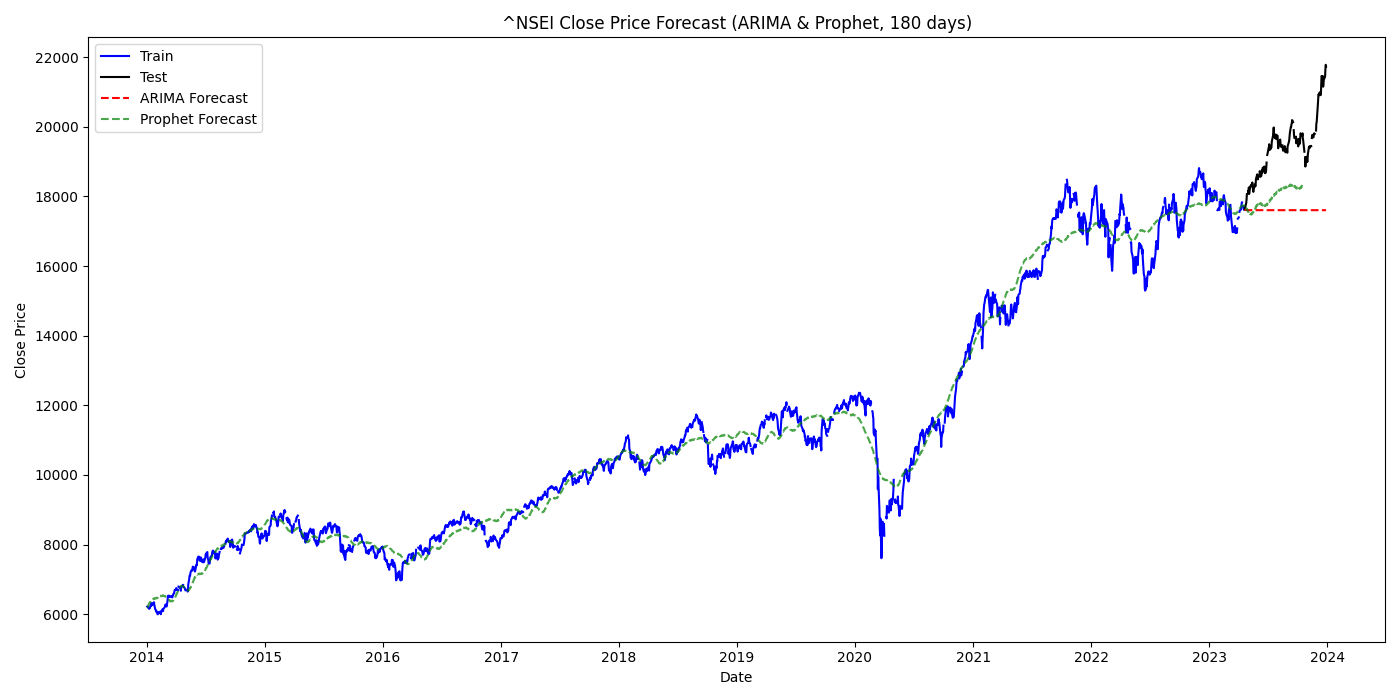 ^NSEI Close Price Forecast (ARIMA & Prophet, 180 days)
Train
Test
ARIMA Forecast
Prophet Forecast
22000
20000
18000
16000
14000
12000
10000
8000
6000
Close Price
2014 2015 2016 2017 2018 2019 2020 2021 2022 2023 2024
Date